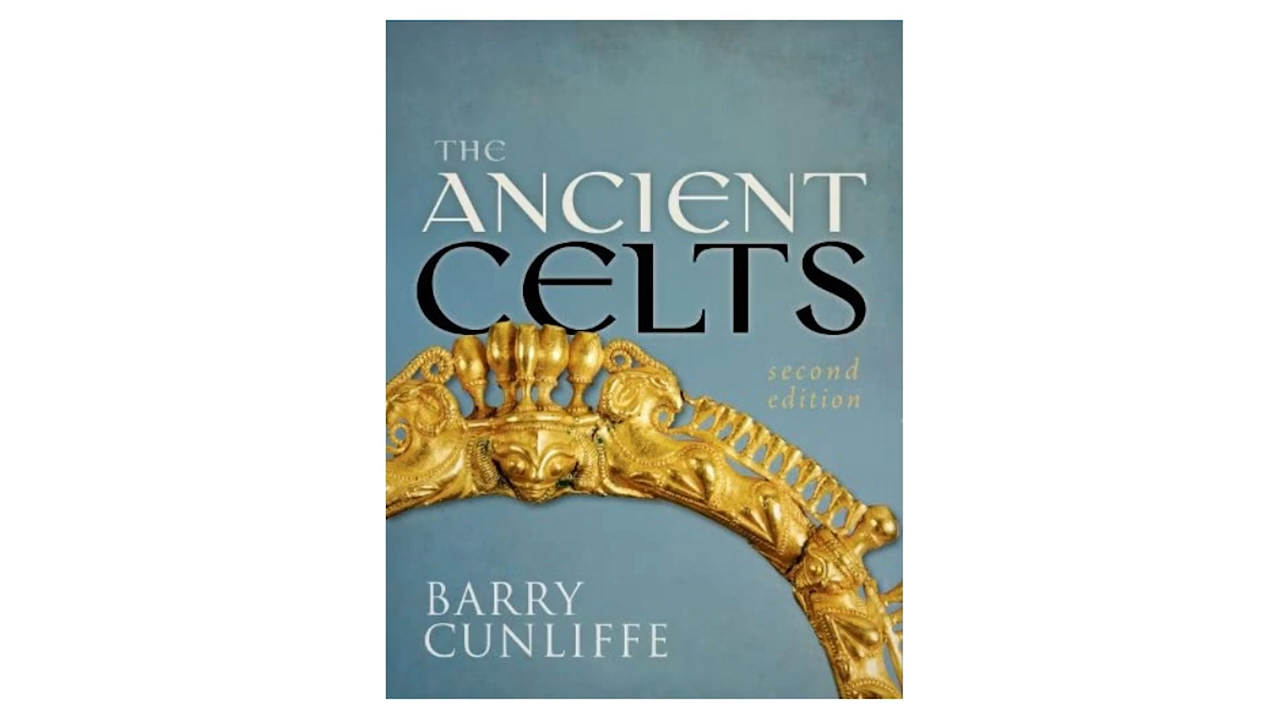 THE
ANCIENT
CELTS
second
edition
BARRY
CUNLIFFE